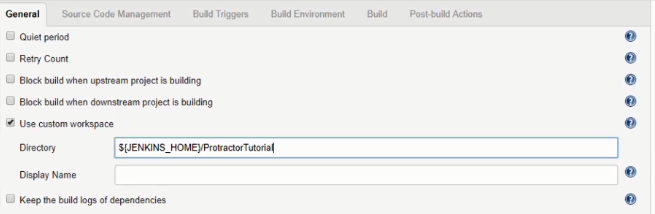 General Source Code Management Build Triggers Build Environment Build Post-build Actions
Quiet period
Retry Count
Block build when upstream project is building
Block build when downstream project is building
Use custom workspace
Directory ${JENKINS_HOME}/ProtractorTutorial
Display Name
Keep the build logs of dependencies